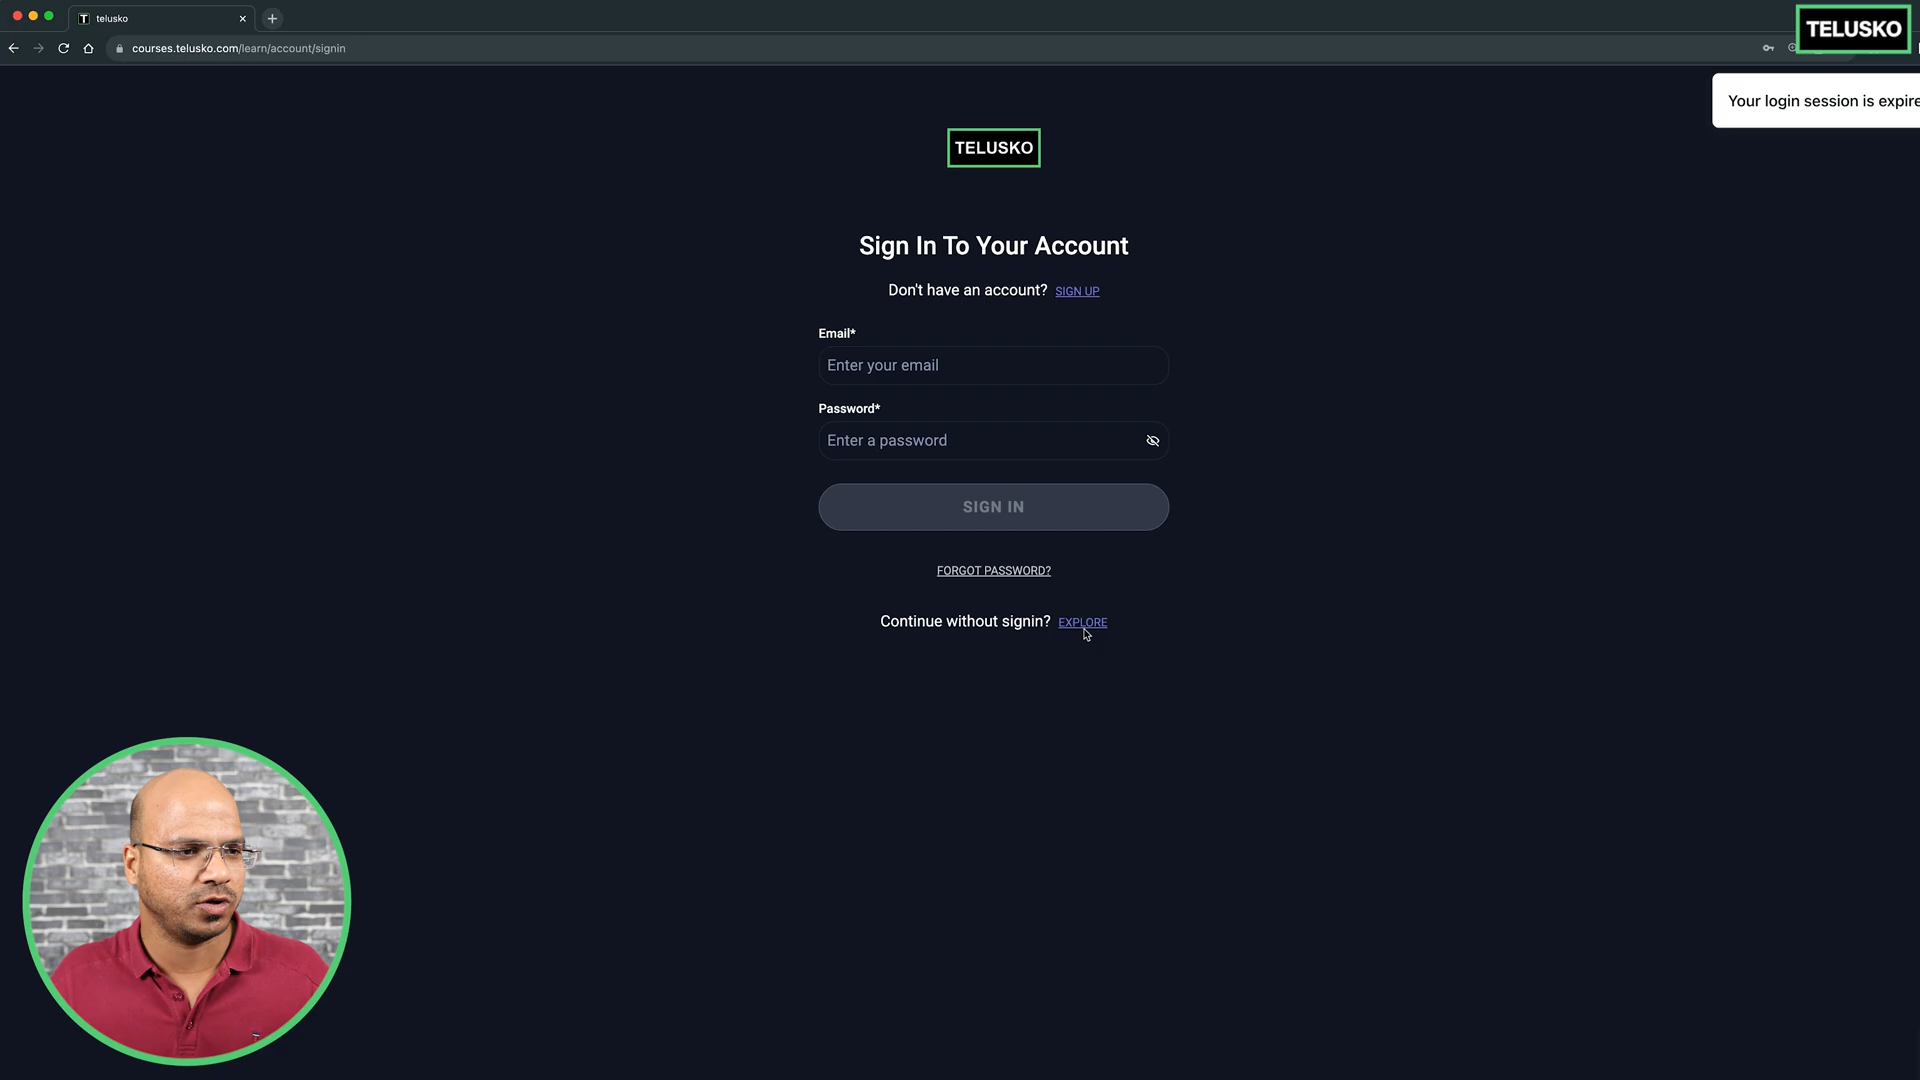 T telusko
courses.telusko.com/learn/account/signin
TELUSKO
Your login session is expire
TELUSKO
Sign In To Your Account
Don't have an account? SIGN UP
Email*
Enter your email
Password*
Enter a password
SIGN IN
FORGOT PASSWORD?
Continue without signin? EXPLORE